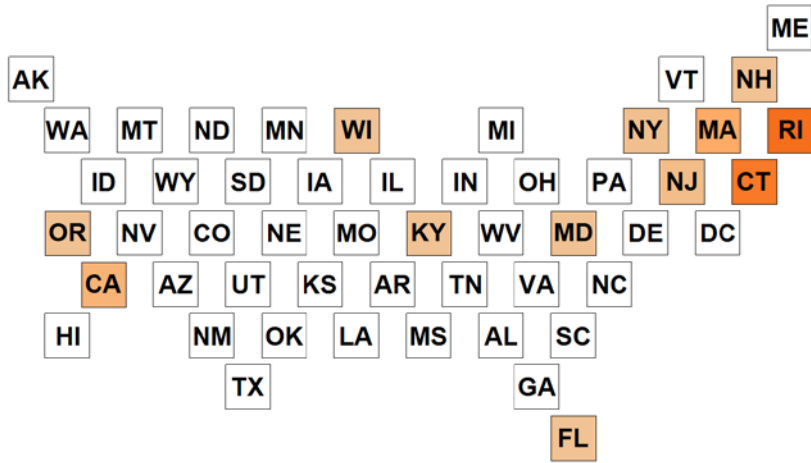 ME
AK VT NH
WA MT ND MN WI MI NY MA RI
ID WY SD IA IL IN OH PA NJ CT
OR NV CO NE MO KY WV MD DE DC
CA AZ UT KS AR TN VA NC
HI NM OK LA MS AL SC
TX GA
FL